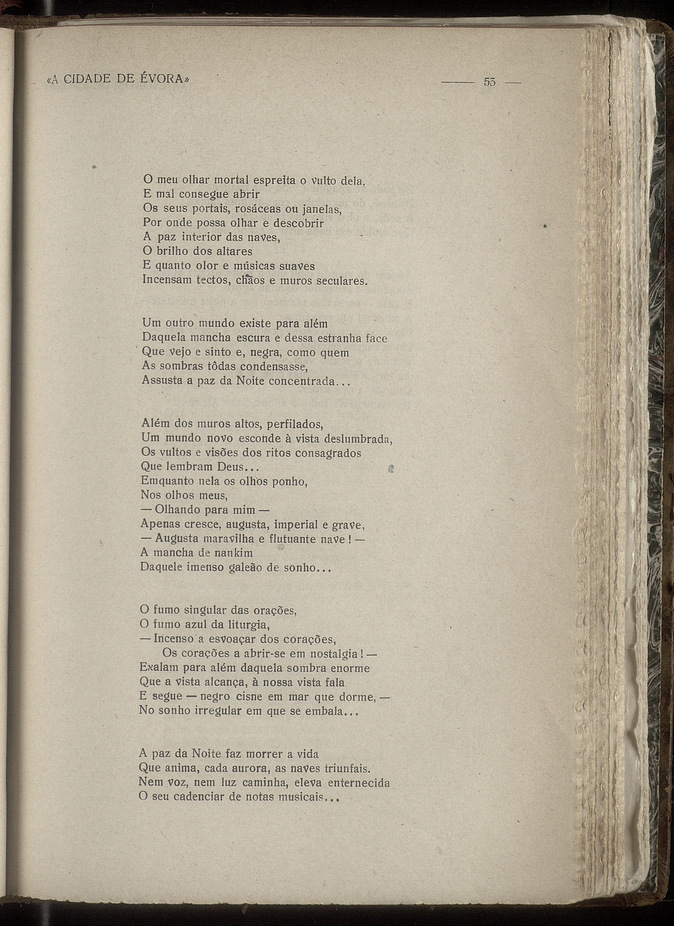 «A CIDADE DE ÉVORA»
—— 55 —
O meu olhar mortal espreita o vulto dela,
E mal consegue abrir
Os seus portais, rosáceas ou janelas,
Por onde possa olhar e descobrir
A paz interior das naves,
O brilho dos altares
E quanto olor e músicas suaves
Incensam tectos, chãos e muros seculares.
Um outro mundo existe para além
Daquela mancha escura e dessa estranha face
Que vejo e sinto e, negra, como quem
As sombras tôdas condensasse,
Assusta a paz da Noite concentrada...
Além dos muros altos, perfilados,
Um mundo novo esconde à vista deslumbrada,
Os vultos e visões dos ritos consagrados
Que lembram Deus...
Emquanto nela os olhos ponho,
Nos olhos meus,
— Olhando para mim —
Apenas cresce, augusta, imperial e grave,
— Augusta maravilha e flutuante nave! —
A mancha de nankim
Daquele imenso galeão de sonho...
O fumo singular das orações,
O fumo azul da liturgia,
— Incenso a esvoaçar dos corações,
Os corações a abrir-se em nostalgia! —
Exalam para além daquela sombra enorme
Que a vista alcança, à nossa vista fala
E segue — negro cisne em mar que dorme, —
No sonho irregular em que se embala...
A paz da Noite faz morrer a vida
Que anima, cada aurora, as naves triunfais.
Nem voz, nem luz caminha, eleva enternecida
O seu cadenciar de notas musicais...